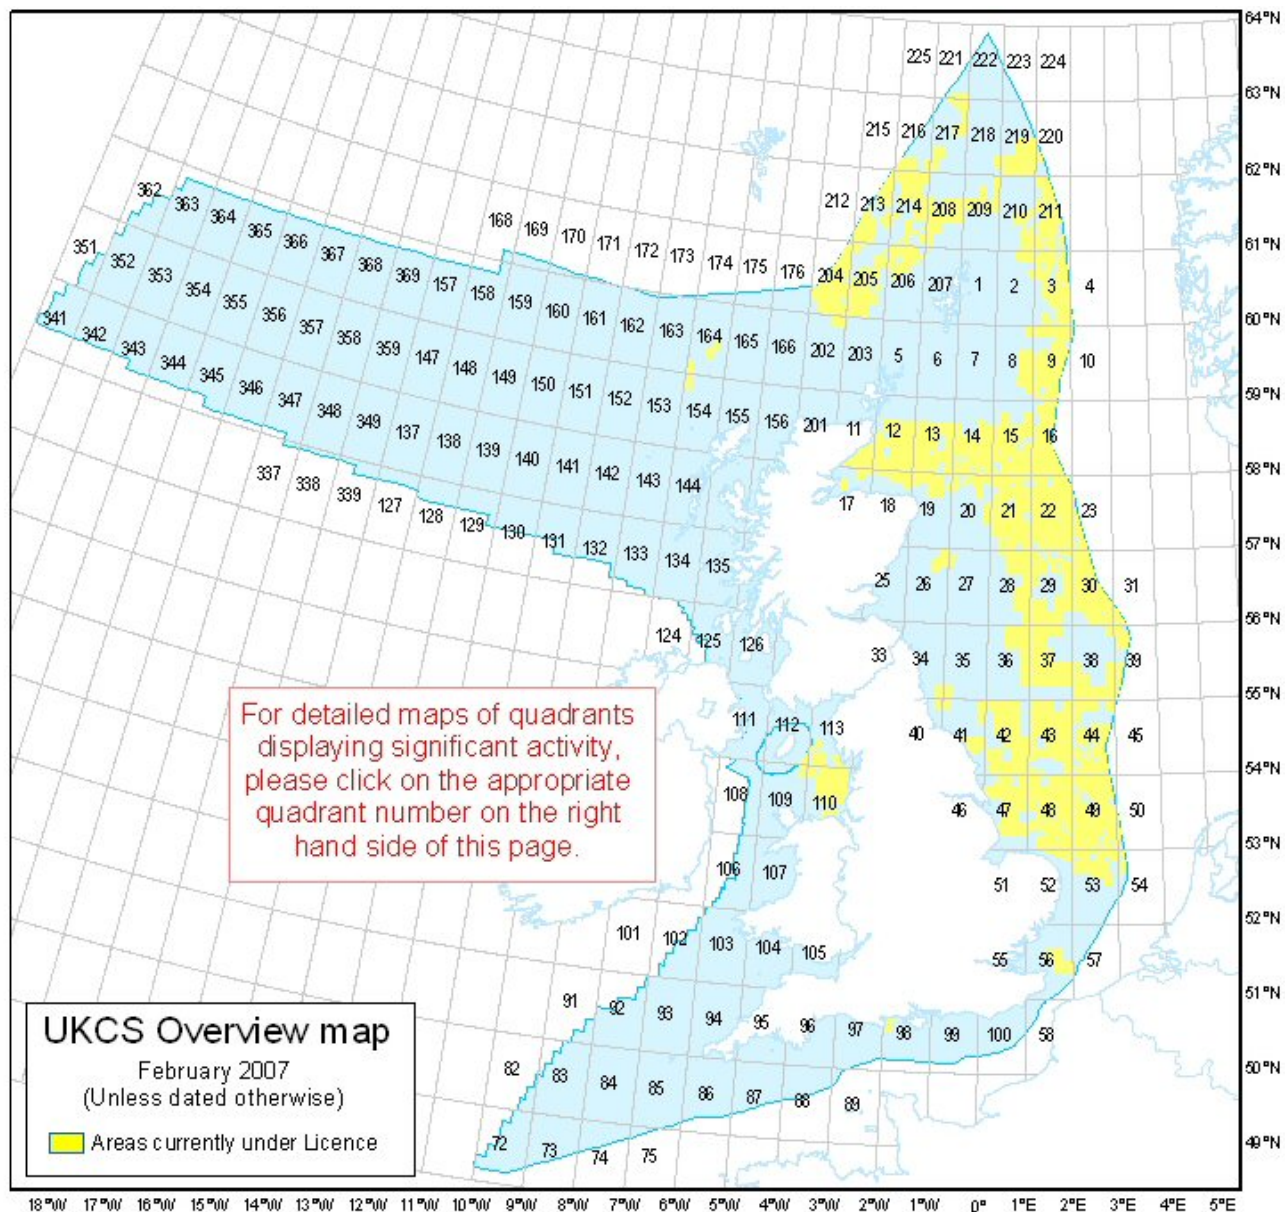 64°N
225 221 222 223 224
63°N
215 216 217 218 219 220
62°N
362 363 364 365 366 367 368 369 157 158 159 160 161 162 163 164 165 166 202 203 5 6 7 8 9 10
212 213 214 208 209 210 211
168 169 170 171 172 173 174 175 176 204 205 206 207 1 2 3 4
61°N
351 352 353 354 355 356 357 358 359 147 148 149 150 151 152 153 154 155 156 201 11 12 13 14 15 16
60°N
341 342 343 344 345 346 347 348 349 137 138 139 140 141 142 143 144
59°N
58°N
337 338 339 127 128 129 130 131 132 133 134 135
17 18 19 20 21 22 23
57°N
25 26 27 28 29 30 31
56°N
124 125 126
33 34 35 36 37 38 39
55°N
For detailed maps of quadrants
displaying significant activity,
please click on the appropriate
quadrant number on the right
hand side of this page.
111 112 113
40 41 42 43 44 45
54°N
108 109 110
46 47 48 49 50
53°N
106 107
51 52 53 54
52°N
101 102 103 104 105
55 56 57
51°N
91 92 93 94 95 96 97 98 99 100 58
50°N
82 83 84 85 86 87 88 89
49°N
72 73 74 75
UKCS Overview map
February 2007
(Unless dated otherwise)
Areas currently under Licence
18°W 17°W 16°W 15°W 14°W 13°W 12°W 11°W 10°W 9°W 8°W 7°W 6°W 5°W 4°W 3°W 2°W 1°W 0° 1°E 2°E 3°E 4°E 5°E